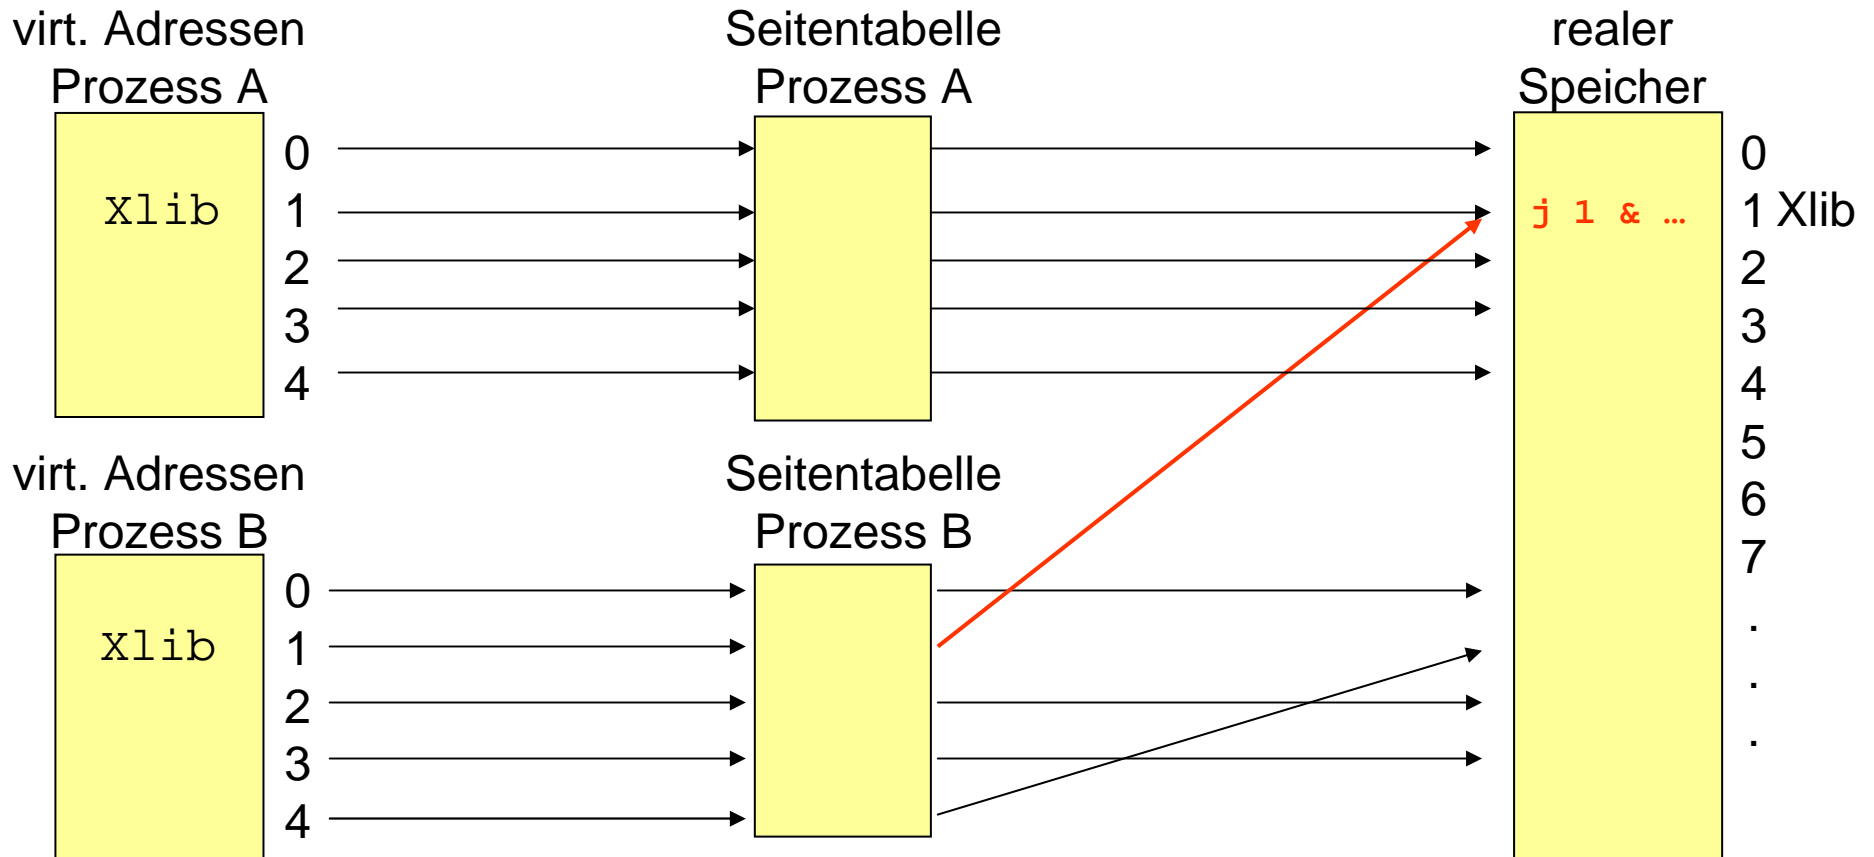 virt. Adressen
Prozess A
Seitentabelle
Prozess A
realer
Speicher
Xlib
0
1
2
3
4
j 1 & …
0
1 Xlib
2
3
4
5
6
7
.
.
.
virt. Adressen
Prozess B
Seitentabelle
Prozess B
Xlib
0
1
2
3
4